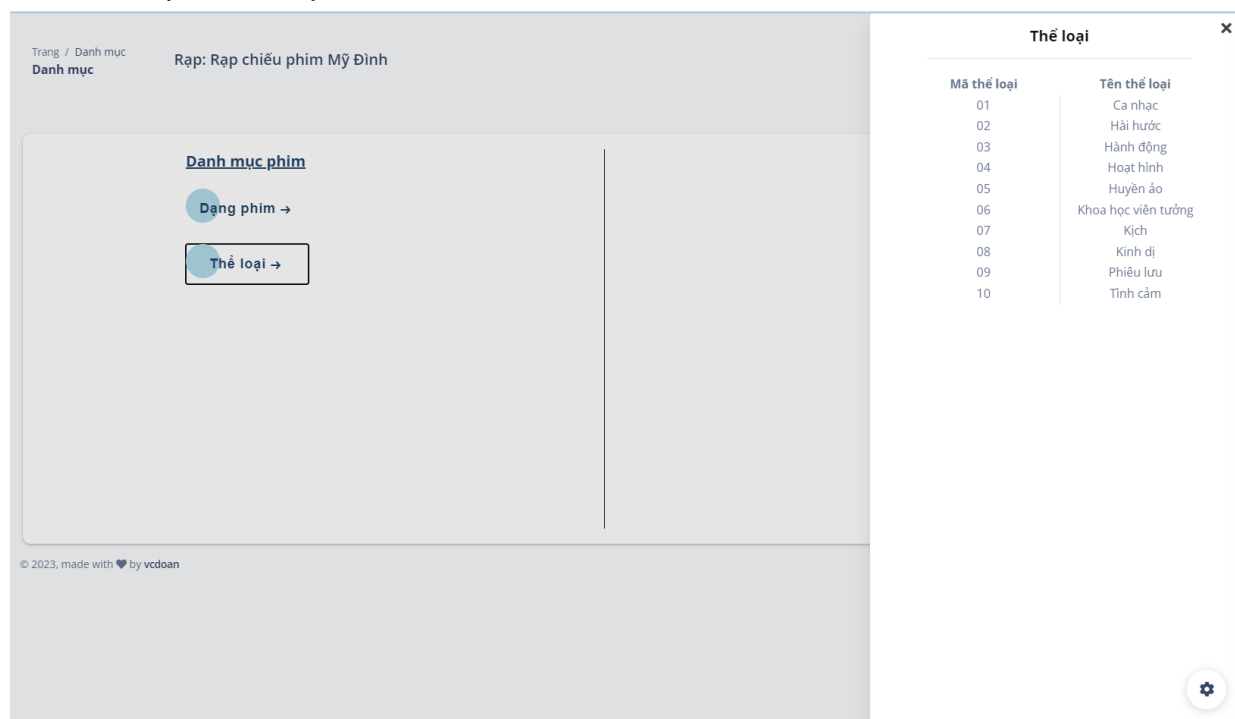 Trang / Danh mục
Danh mục
Rạp: Rạp chiếu phim Mỹ Đình
Danh mục phim
Dạng phim →
Thể loại →
© 2023, made with ♥ by vcdoan
Thể loại
Mã thể loại Tên thể loại
01 Ca nhạc
02 Hài hước
03 Hành động
04 Hoạt hình
05 Huyền ảo
06 Khoa học viên tưởng
07 Kịch
08 Kinh dị
09 Phiêu lưu
10 Tình cảm